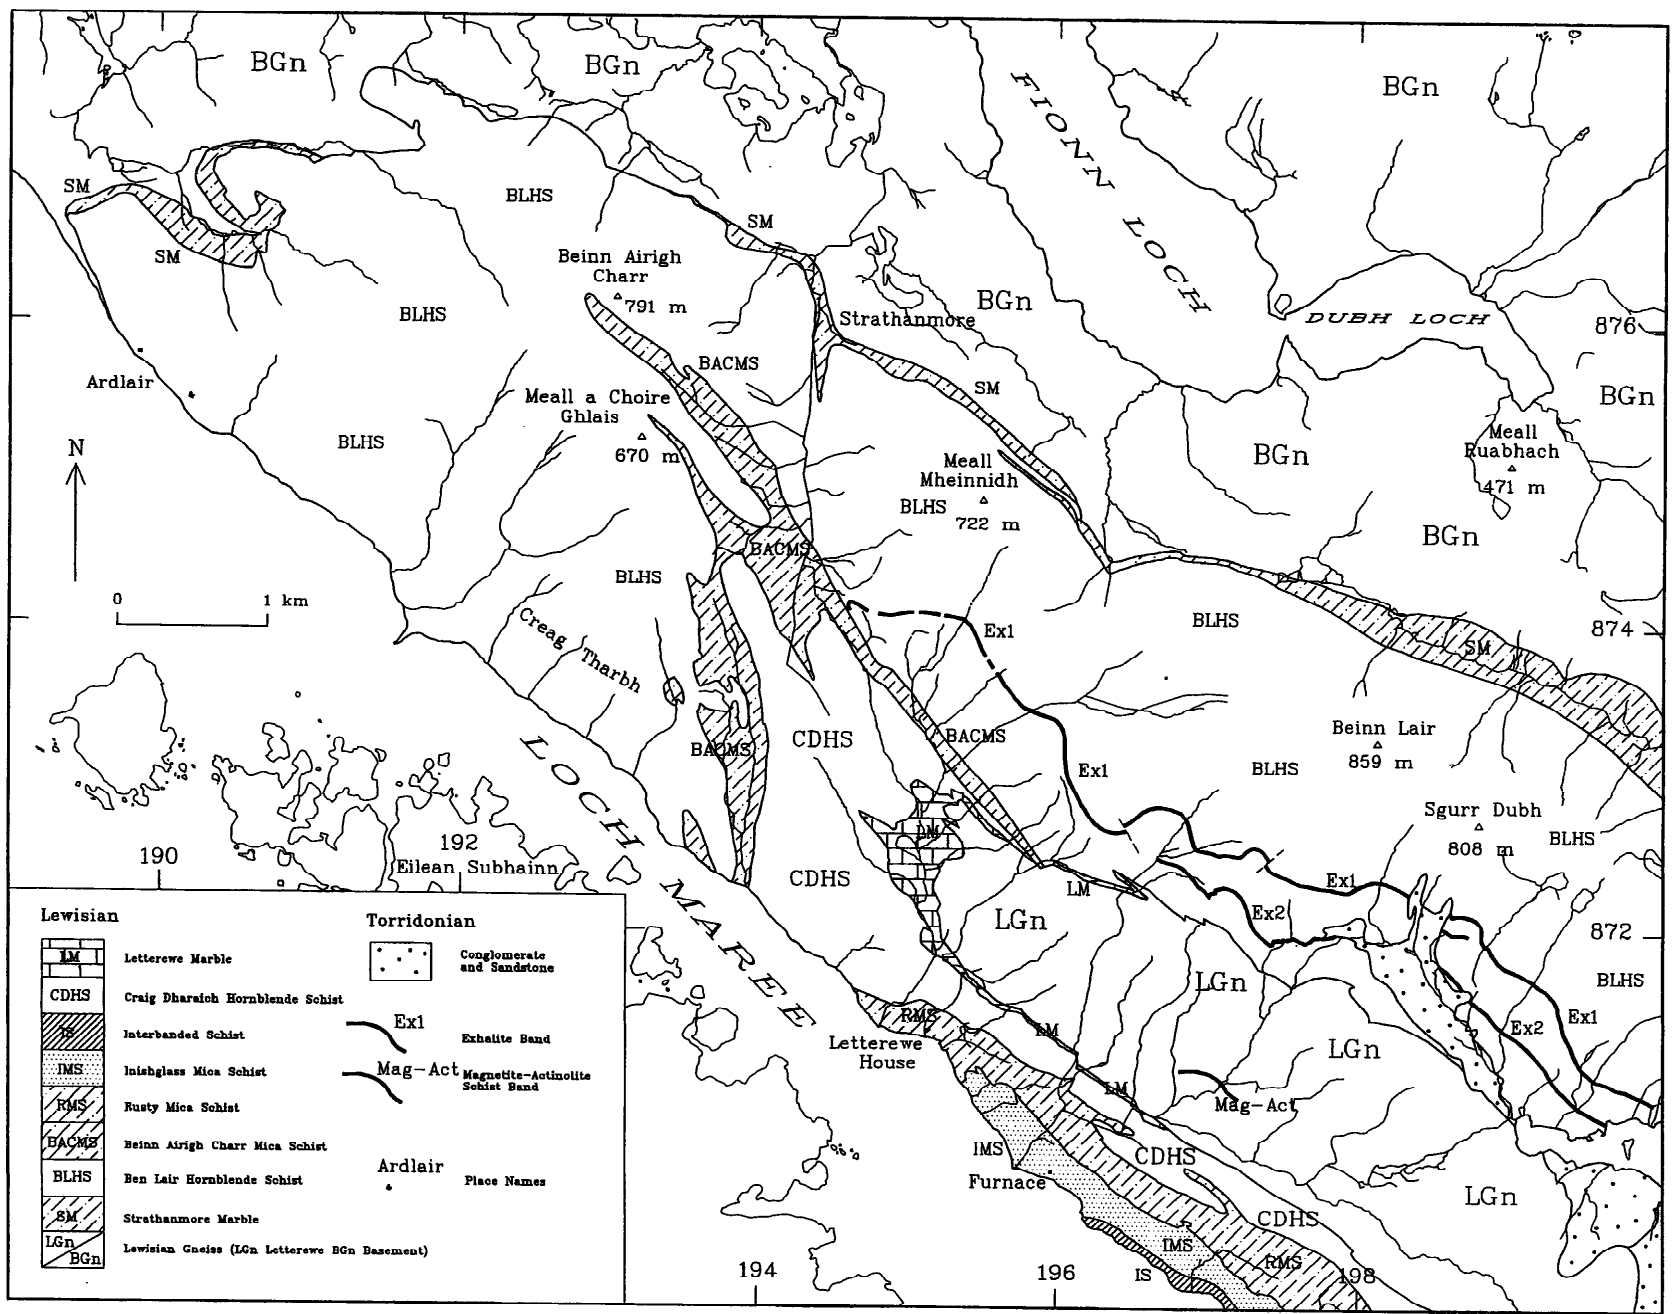 BGn
BGn
BGn
FIONN LOCH
SM
BLHS
SM
SM
Beinn Airigh
Charr
791 m
BLHS
BGn
Strathanmore
DUBH LOCH
876
Ardlair
BACMS
SM
BGn
Meall a Choire
Ghlais
670 m
BLHS
N
Meall
Mheinnidh
BLHS
722 m
BGn
Meall
Ruabhach
471 m
BGn
BACMS
BLHS
0
1 km
Creag Tharbh
Ex1
BLHS
874
SM
CDHS
BACMS
BACMS
Ex1
Beinn Lair
859 m
BLHS
LOCH MAREE
Sgurr Dubh
808 m
BLHS
LM
190
192
Eilean Subhainn
CDHS
LM
LGn
Ex1
Ex2
872
LGn
BLHS
RMS
Letterewe
House
LM
Ex2
Ex1
LGn
LM
Mag-Act
IMS
Furnace
CDHS
LGn
CDHS
IMS
RMS
IS
194
196
198
Lewisian
LM
Letterewe Marble
CDHS
Craig Dharaich Hornblende Schist
IS
Interbanded Schist
IMS
Inishglass Mica Schist
RMS
Rusty Mica Schist
BACMS
Beinn Airigh Charr Mica Schist
BLHS
Ben Lair Hornblende Schist
SM
Strathanmore Marble
LGn
BGn
Lewisian Gneiss (LGn Letterewe BGn Basement)
Torridonian
Conglomerate
and Sandstone
Ex1
Exhalite Band
Mag-Act
Magnetite-Actinolite
Schist Band
Ardlair
Place Names